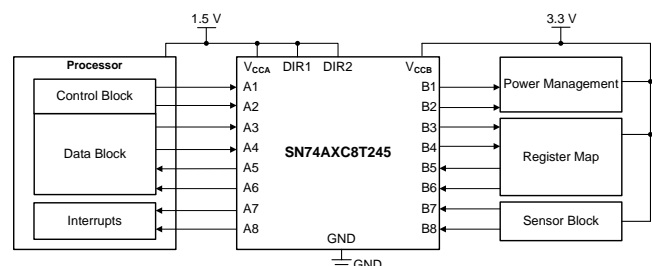 1.5 V
3.3 V
Processor
VCCA DIR1 DIR2 VCCB
Control Block
Data Block
Interrupts
A1
A2
A3
A4
A5
A6
A7
A8
SN74AXC8T245
B1
B2
B3
B4
B5
B6
B7
B8
Power Management
Register Map
Sensor Block
GND
GND